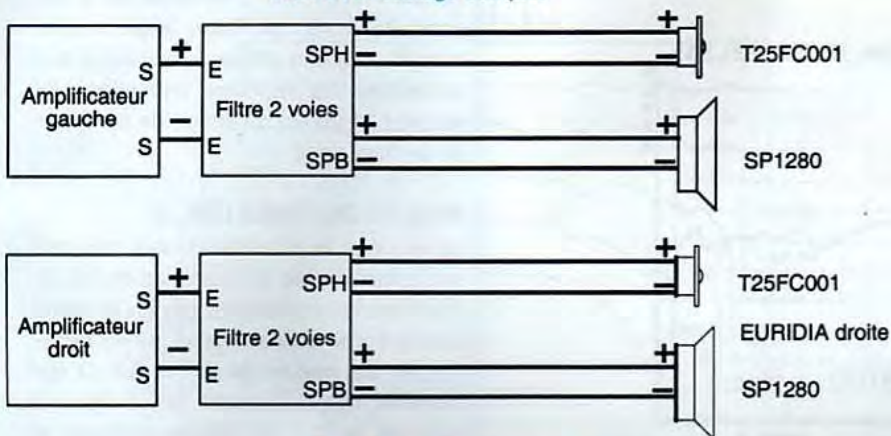 + +
S + E SPH − − T25FC001
Amplificateur gauche
Filtre 2 voies
+ +
S − E SPB − − SP1280
+ +
S + E SPH − − T25FC001
Amplificateur droit
Filtre 2 voies
EURIDIA droite
+ +
S − E SPB − − SP1280